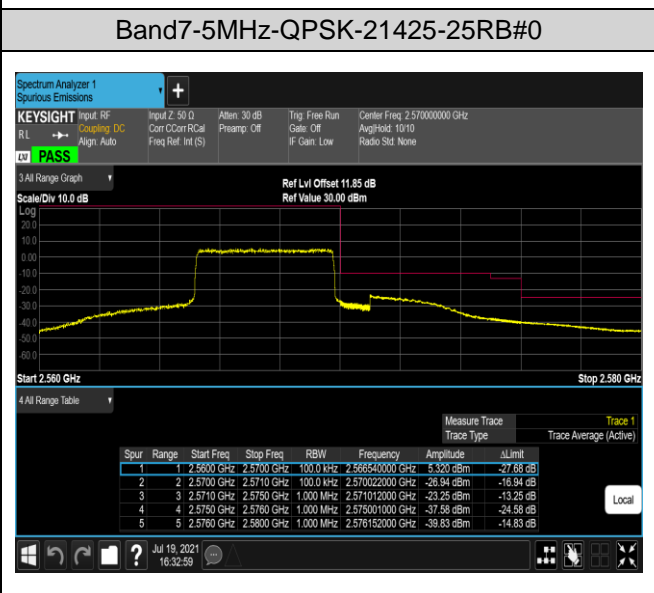 Band7-5MHz-QPSK-21425-25RB#0
Spectrum Analyzer 1
Spurious Emissions
+
KEYSIGHT Input: RF Input Z: 50 Ω Atten: 30 dB Trig: Free Run Center Freq: 2.570000000 GHz
RL Coupling: DC Corr CCorr RCal Preamp: Off Gate: Off Avg|Hold: 10/10
Align: Auto Freq Ref: Int (S) IF Gain: Low Radio Std: None
LXI PASS
3 All Range Graph
Ref Lvl Offset 11.85 dB
Scale/Div 10.0 dB Ref Value 30.00 dBm
Log
20.0
10.0
0.00
-10.0
-20.0
-30.0
-40.0
-50.0
-60.0
Start 2.560 GHz Stop 2.580 GHz
4 All Range Table
Measure Trace Trace 1
Trace Type Trace Average (Active)
Spur Range Start Freq Stop Freq RBW Frequency Amplitude ΔLimit
1 1 2.5600 GHz 2.5700 GHz 100.0 kHz 2.566540000 GHz 5.320 dBm -27.68 dB
2 2 2.5700 GHz 2.5710 GHz 100.0 kHz 2.570022000 GHz -26.94 dBm -16.94 dB
3 3 2.5710 GHz 2.5750 GHz 1.000 MHz 2.571012000 GHz -23.25 dBm -13.25 dB
4 4 2.5750 GHz 2.5760 GHz 1.000 MHz 2.575001000 GHz -37.58 dBm -24.58 dB
5 5 2.5760 GHz 2.5800 GHz 1.000 MHz 2.576152000 GHz -39.83 dBm -14.83 dB
Local
? Jul 19, 2021
16:32:59